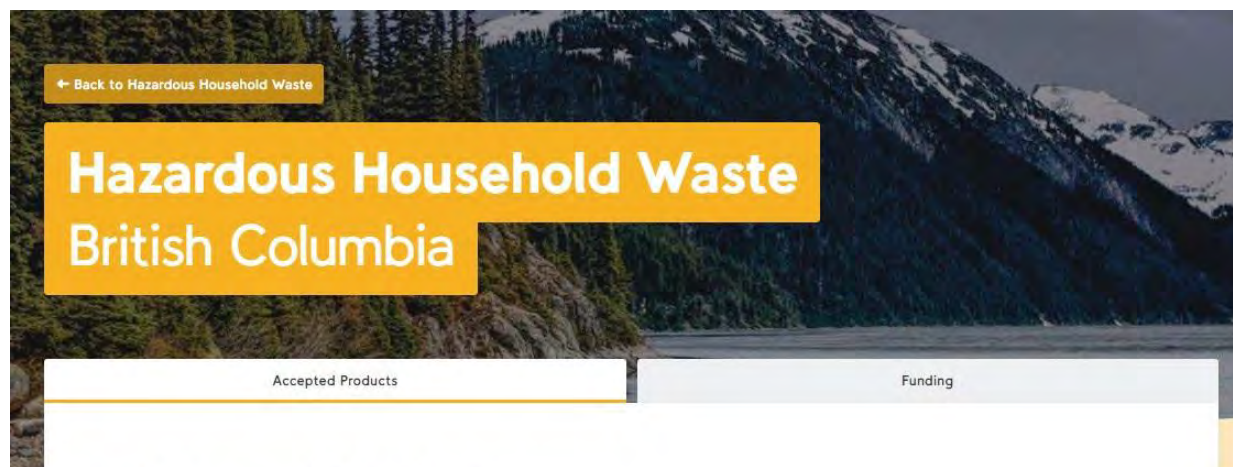 ← Back to Hazardous Household Waste
Hazardous Household Waste
British Columbia
Accepted Products
Funding